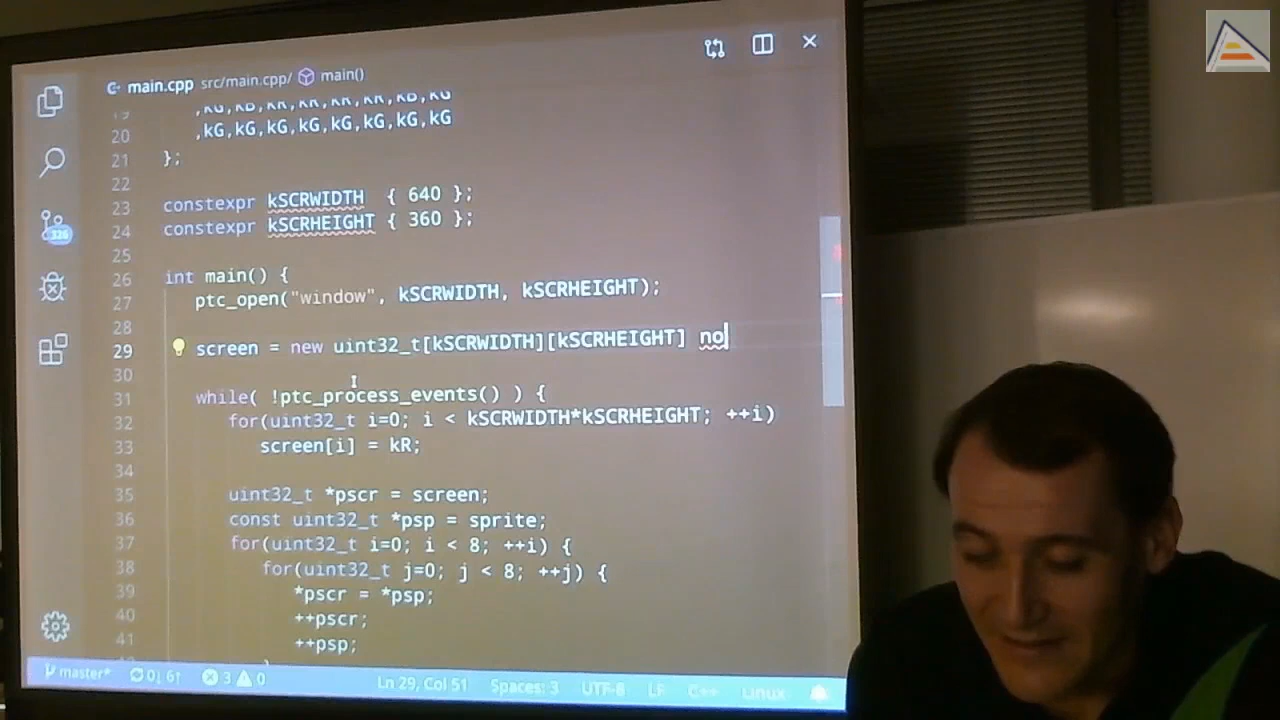 main.cpp src/main.cpp/ main()
20 ,kG,kG,kG,kG,kG,kG,kG,kG
21 };
22
23 constexpr kSCRWIDTH { 640 };
24 constexpr kSCRHEIGHT { 360 };
25
26 int main() {
27 ptc_open("window", kSCRWIDTH, kSCRHEIGHT);
28
29 screen = new uint32_t[kSCRWIDTH][kSCRHEIGHT] no
30
31 while( !ptc_process_events() ) {
32 for(uint32_t i=0; i < kSCRWIDTH*kSCRHEIGHT; ++i)
33 screen[i] = kR;
34
35 uint32_t *pscr = screen;
36 const uint32_t *psp = sprite;
37 for(uint32_t i=0; i < 8; ++i) {
38 for(uint32_t j=0; j < 8; ++j) {
39 *pscr = *psp;
40 ++pscr;
41 ++psp;
326
master* 0↓ 6↑ 3 0 Ln 29, Col 51 Spaces: 3 UTF-8 LF C++ Linux